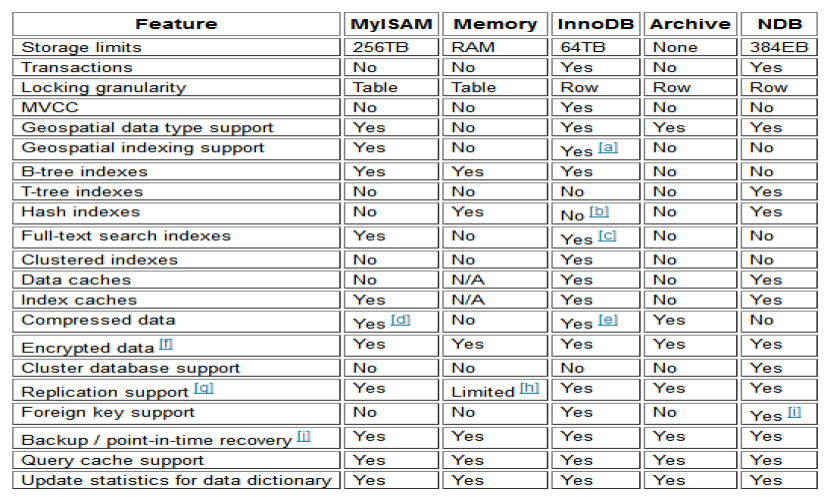 Feature MyISAM Memory InnoDB Archive NDB
Storage limits 256TB RAM 64TB None 384EB
Transactions No No Yes No Yes
Locking granularity Table Table Row Row Row
MVCC No No Yes No No
Geospatial data type support Yes No Yes Yes Yes
Geospatial indexing support Yes No Yes [a] No No
B-tree indexes Yes Yes Yes No No
T-tree indexes No No No No Yes
Hash indexes No Yes No [b] No Yes
Full-text search indexes Yes No Yes [c] No No
Clustered indexes No No Yes No No
Data caches No N/A Yes No Yes
Index caches Yes N/A Yes No Yes
Compressed data Yes [d] No Yes [e] Yes No
Encrypted data [f] Yes Yes Yes Yes Yes
Cluster database support No No No No Yes
Replication support [g] Yes Limited [h] Yes Yes Yes
Foreign key support No No Yes No Yes [i]
Backup / point-in-time recovery [j] Yes Yes Yes Yes Yes
Query cache support Yes Yes Yes Yes Yes
Update statistics for data dictionary Yes Yes Yes Yes Yes